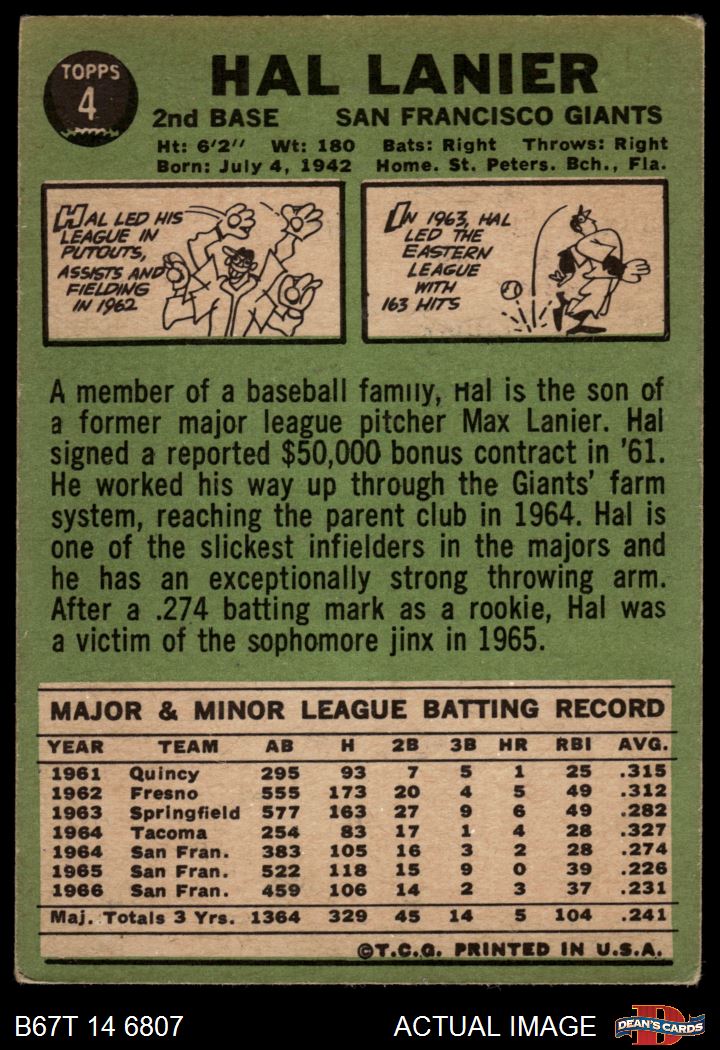 TOPPS
4
HAL LANIER
2nd BASE SAN FRANCISCO GIANTS
Ht: 6'2" Wt: 180 Bats: Right Throws: Right
Born: July 4, 1942 Home. St. Peters. Bch., Fla.
HAL LED HIS
LEAGUE IN
PUTOUTS,
ASSISTS AND
FIELDING
IN 1962
IN 1963, HAL
LED THE
EASTERN
LEAGUE
WITH
163 HITS
A member of a baseball family, Hal is the son of
a former major league pitcher Max Lanier. Hal
signed a reported $50,000 bonus contract in '61.
He worked his way up through the Giants' farm
system, reaching the parent club in 1964. Hal is
one of the slickest infielders in the majors and
he has an exceptionally strong throwing arm.
After a .274 batting mark as a rookie, Hal was
a victim of the sophomore jinx in 1965.
MAJOR & MINOR LEAGUE BATTING RECORD
YEAR TEAM AB H 2B 3B HR RBI AVG.
1961 Quincy 295 93 7 5 1 25 .315
1962 Fresno 555 173 20 4 5 49 .312
1963 Springfield 577 163 27 9 6 49 .282
1964 Tacoma 254 83 17 1 4 28 .327
1964 San Fran. 383 105 16 3 2 28 .274
1965 San Fran. 522 118 15 9 0 39 .226
1966 San Fran. 459 106 14 2 3 37 .231
Maj. Totals 3 Yrs. 1364 329 45 14 5 104 .241
©T.C.G. PRINTED IN U.S.A.
B67T 14 6807 ACTUAL IMAGE
D
DEAN'S CARDS